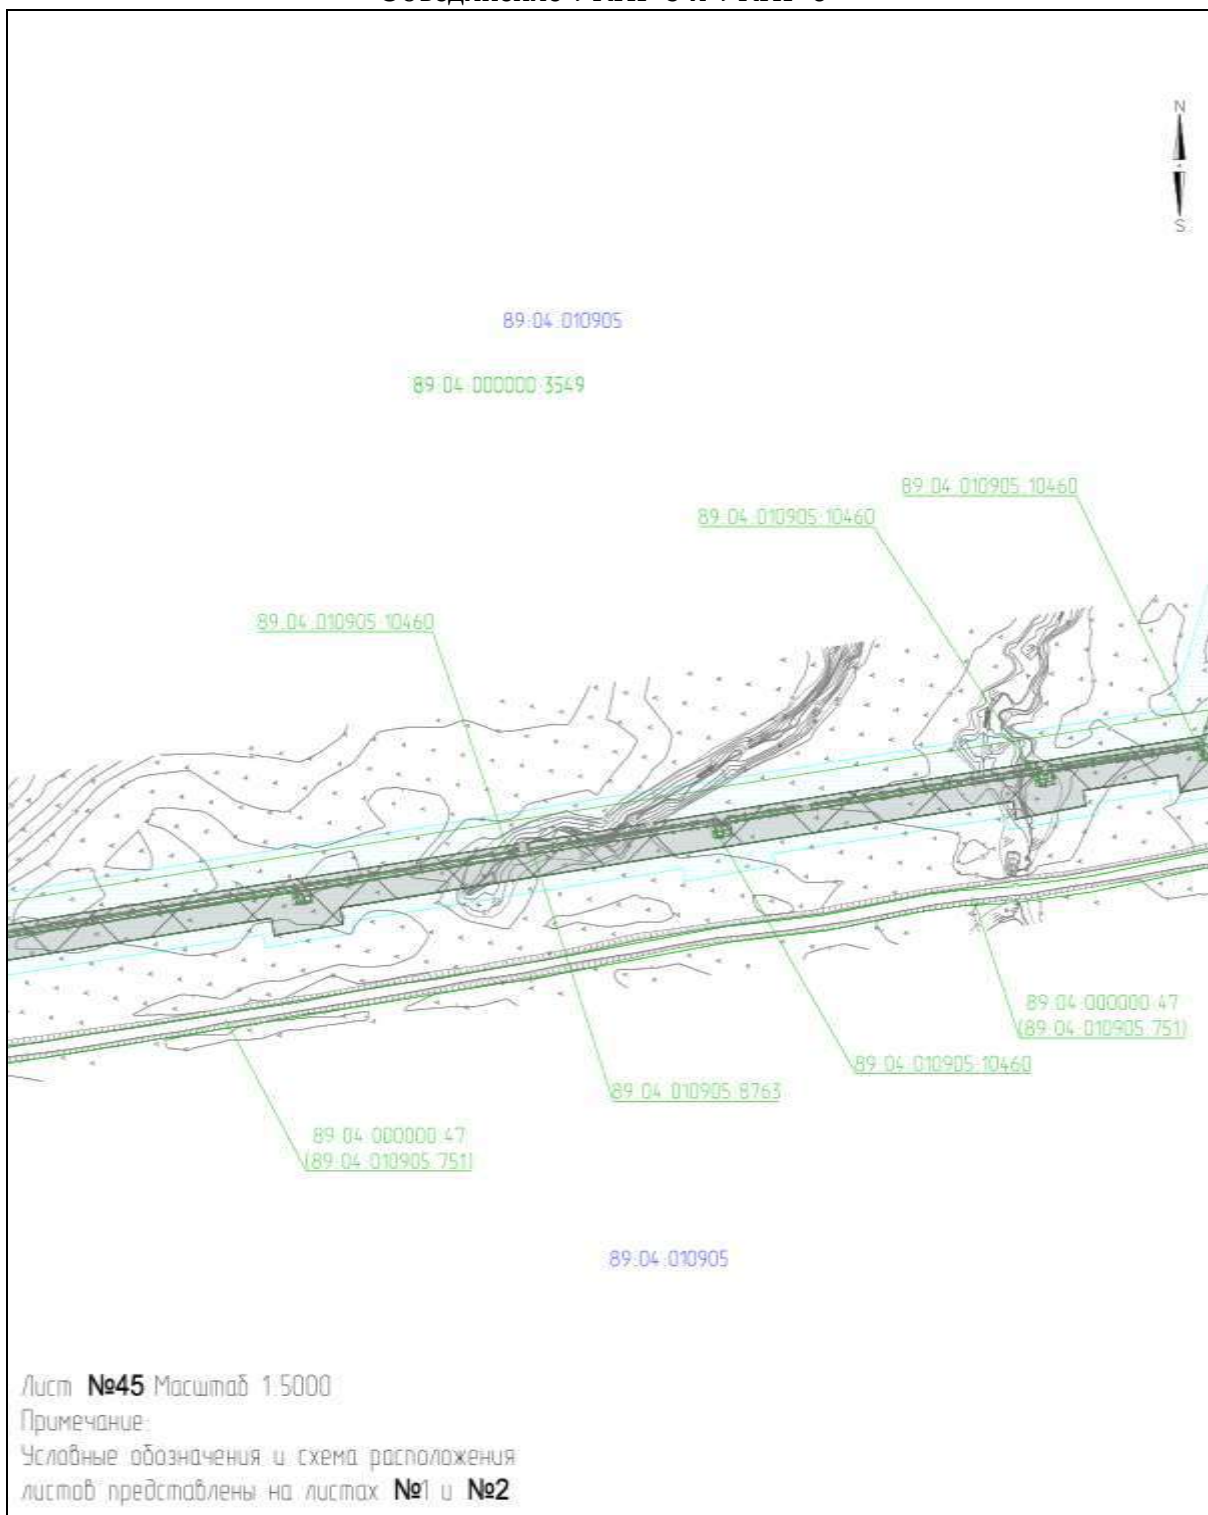 N
S
89:04:010905
89:04:000000:3549
89:04:010905:10460
89:04:010905:10460
89:04:010905:10460
89:04:000000:47
(89:04:010905:751)
89:04:010905:10460
89:04:010905:8763
89:04:000000:47
(89:04:010905:751)
89:04:010905
Лист №45 Масштаб 1:5000
Примечание:
Условные обозначения и схема расположения
листов представлены на листах №1 и №2